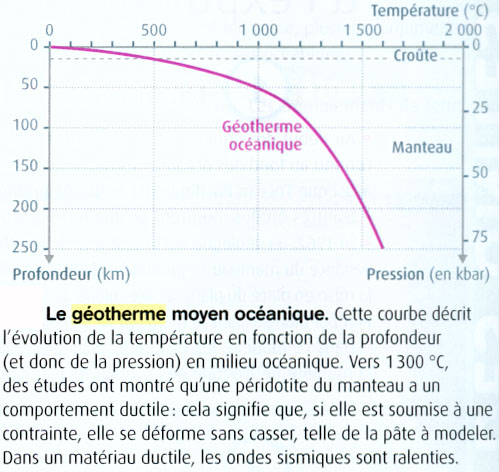 Température (°C)
0 500 1 000 1 500 2 000
0 Croûte 0
50
25
100 Géotherme
océanique Manteau
150 50
200
75
250
Profondeur (km) Pression (en kbar)
Le géotherme moyen océanique. Cette courbe décrit
l'évolution de la température en fonction de la profondeur
(et donc de la pression) en milieu océanique. Vers 1300 °C,
des études ont montré qu'une péridotite du manteau a un
comportement ductile : cela signifie que, si elle est soumise à une
contrainte, elle se déforme sans casser, telle de la pâte à modeler.
Dans un matériau ductile, les ondes sismiques sont ralenties.